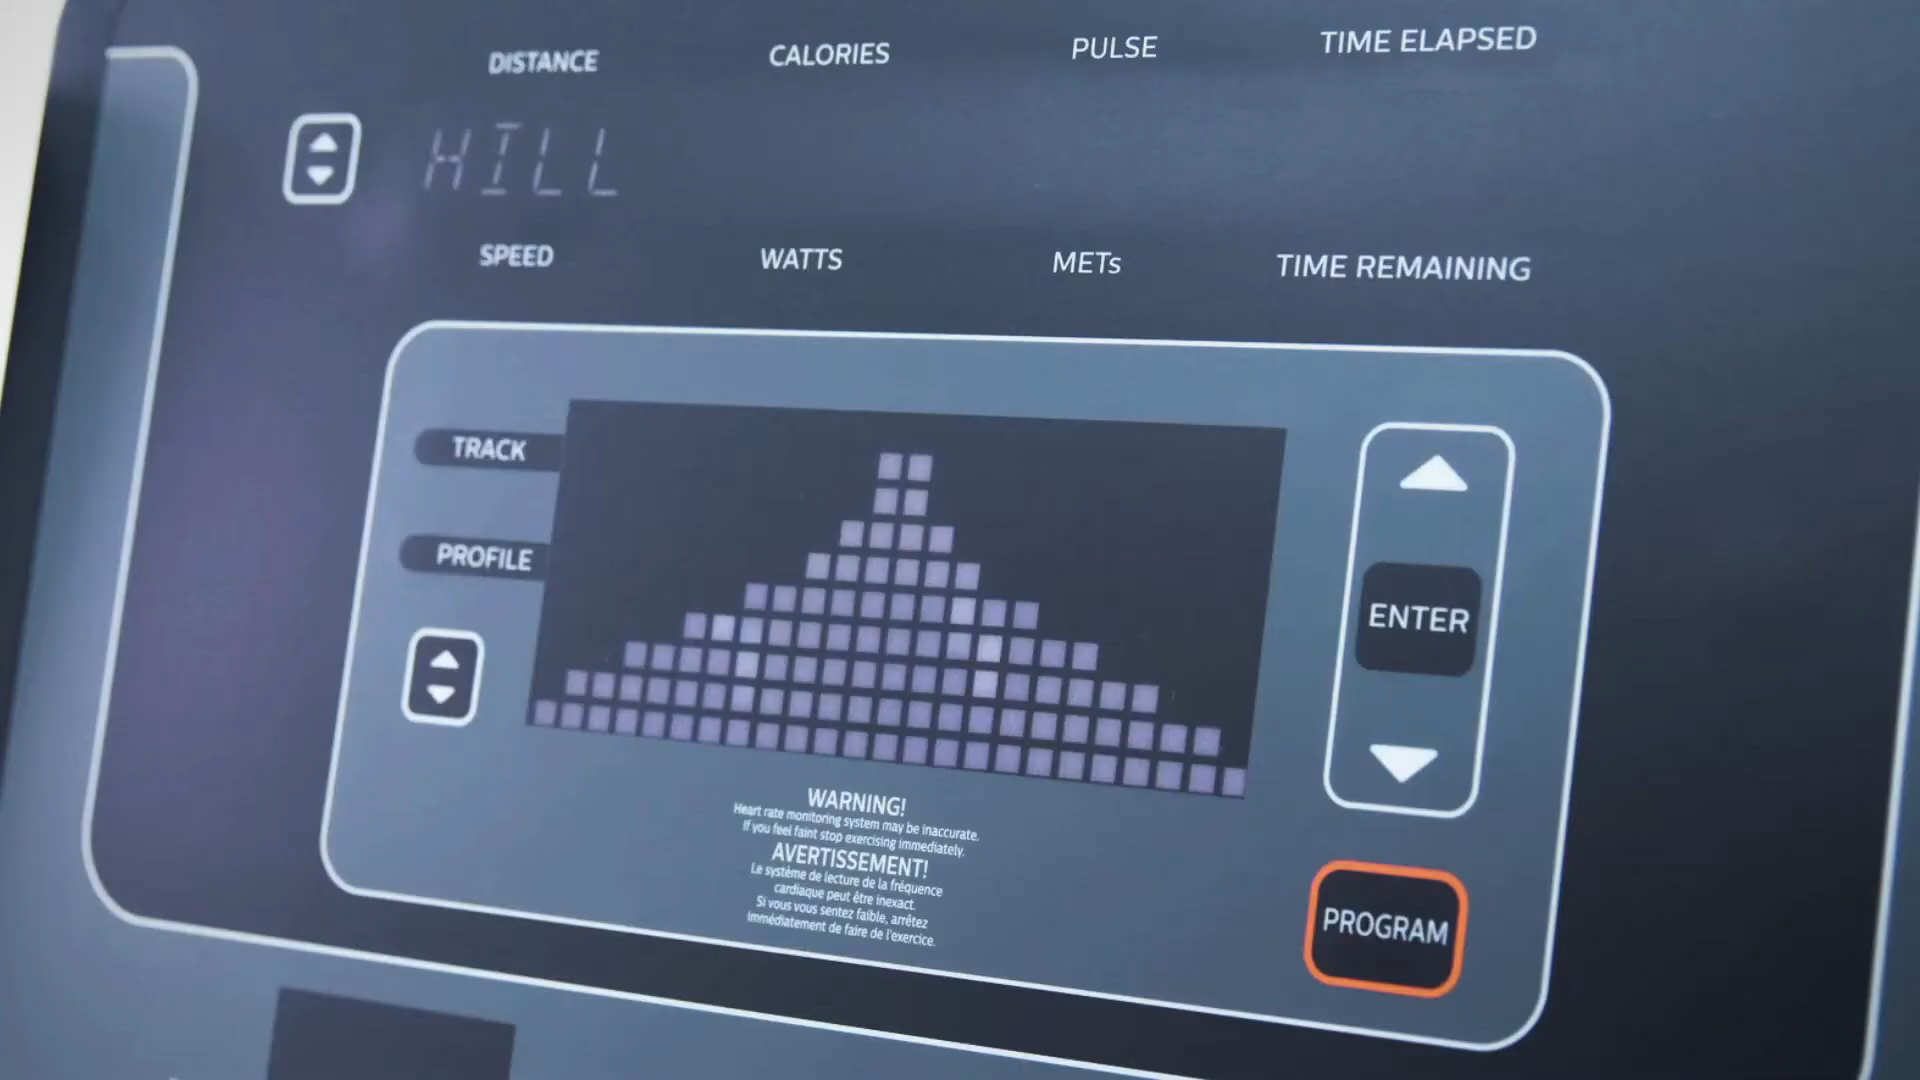 DISTANCE CALORIES PULSE TIME ELAPSED
HILL
SPEED WATTS METs TIME REMAINING
TRACK
PROFILE
ENTER
WARNING!
Heart rate monitoring system may be inaccurate.
If you feel faint stop exercising immediately.
AVERTISSEMENT!
Le système de lecture de la fréquence
cardiaque peut être inexact.
Si vous vous sentez faible, arrêtez
immédiatement de faire de l'exercice.
PROGRAM